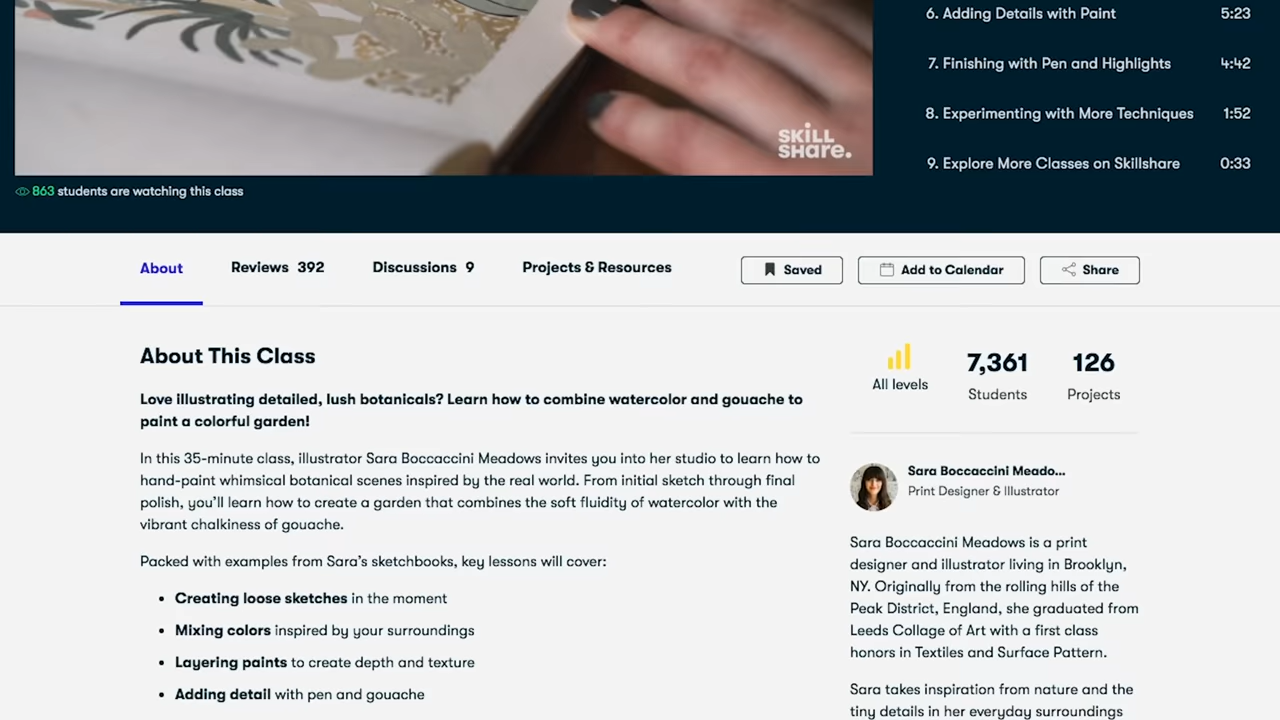 6. Adding Details with Paint 5:23
7. Finishing with Pen and Highlights 4:42
8. Experimenting with More Techniques 1:52
9. Explore More Classes on Skillshare 0:33
SKILL
SHARE.
863 students are watching this class
About Reviews 392 Discussions 9 Projects & Resources Saved Add to Calendar Share
About This Class
Love illustrating detailed, lush botanicals? Learn how to combine watercolor and gouache to
paint a colorful garden!
In this 35-minute class, illustrator Sara Boccaccini Meadows invites you into her studio to learn how to
hand-paint whimsical botanical scenes inspired by the real world. From initial sketch through final
polish, you'll learn how to create a garden that combines the soft fluidity of watercolor with the
vibrant chalkiness of gouache.
Packed with examples from Sara's sketchbooks, key lessons will cover:
• Creating loose sketches in the moment
• Mixing colors inspired by your surroundings
• Layering paints to create depth and texture
• Adding detail with pen and gouache
All levels
7,361
Students
126
Projects
Sara Boccaccini Meado...
Print Designer & Illustrator
Sara Boccaccini Meadows is a print
designer and illustrator living in Brooklyn,
NY. Originally from the rolling hills of the
Peak District, England, she graduated from
Leeds Collage of Art with a first class
honors in Textiles and Surface Pattern.
Sara takes inspiration from nature and the
tiny details in her everyday surroundings